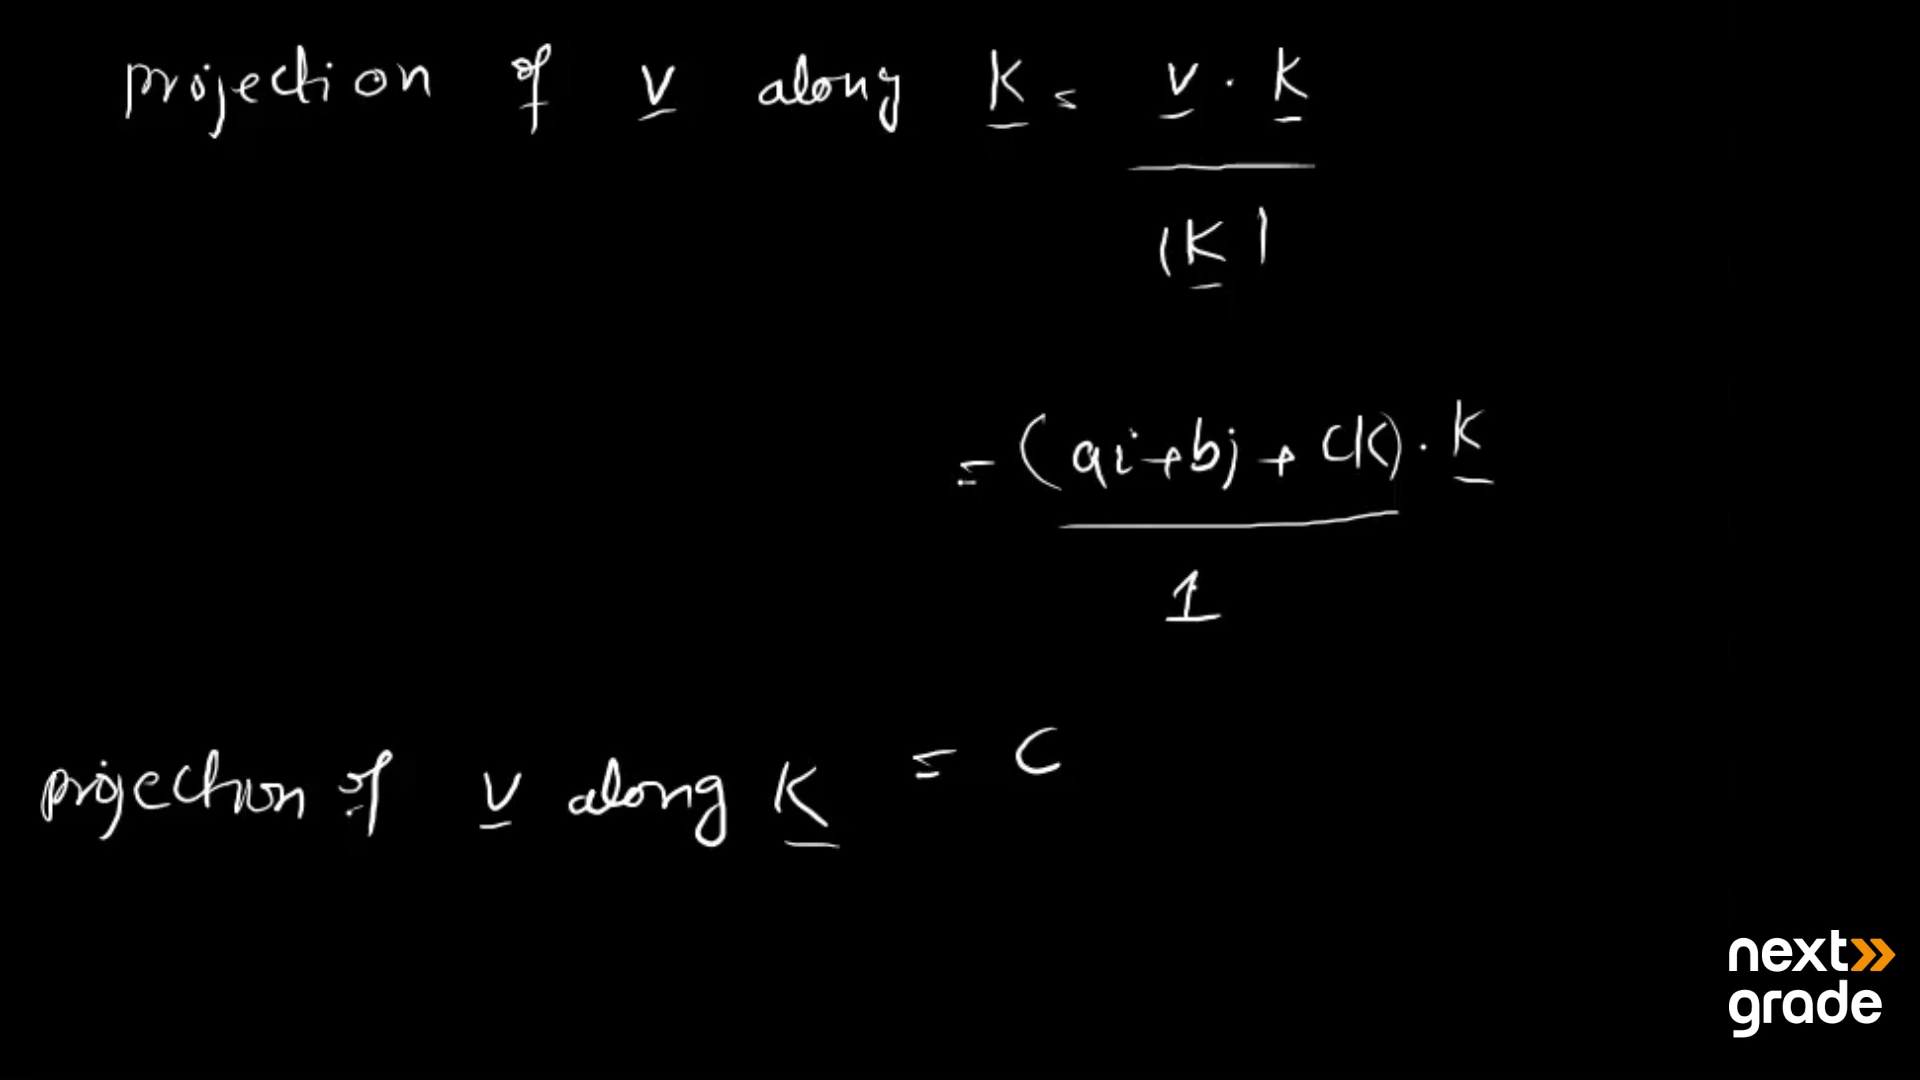 projection of v along k = v . k
|k|
= (ai + bj + ck) . k
1
projection of v along k = c
next
grade